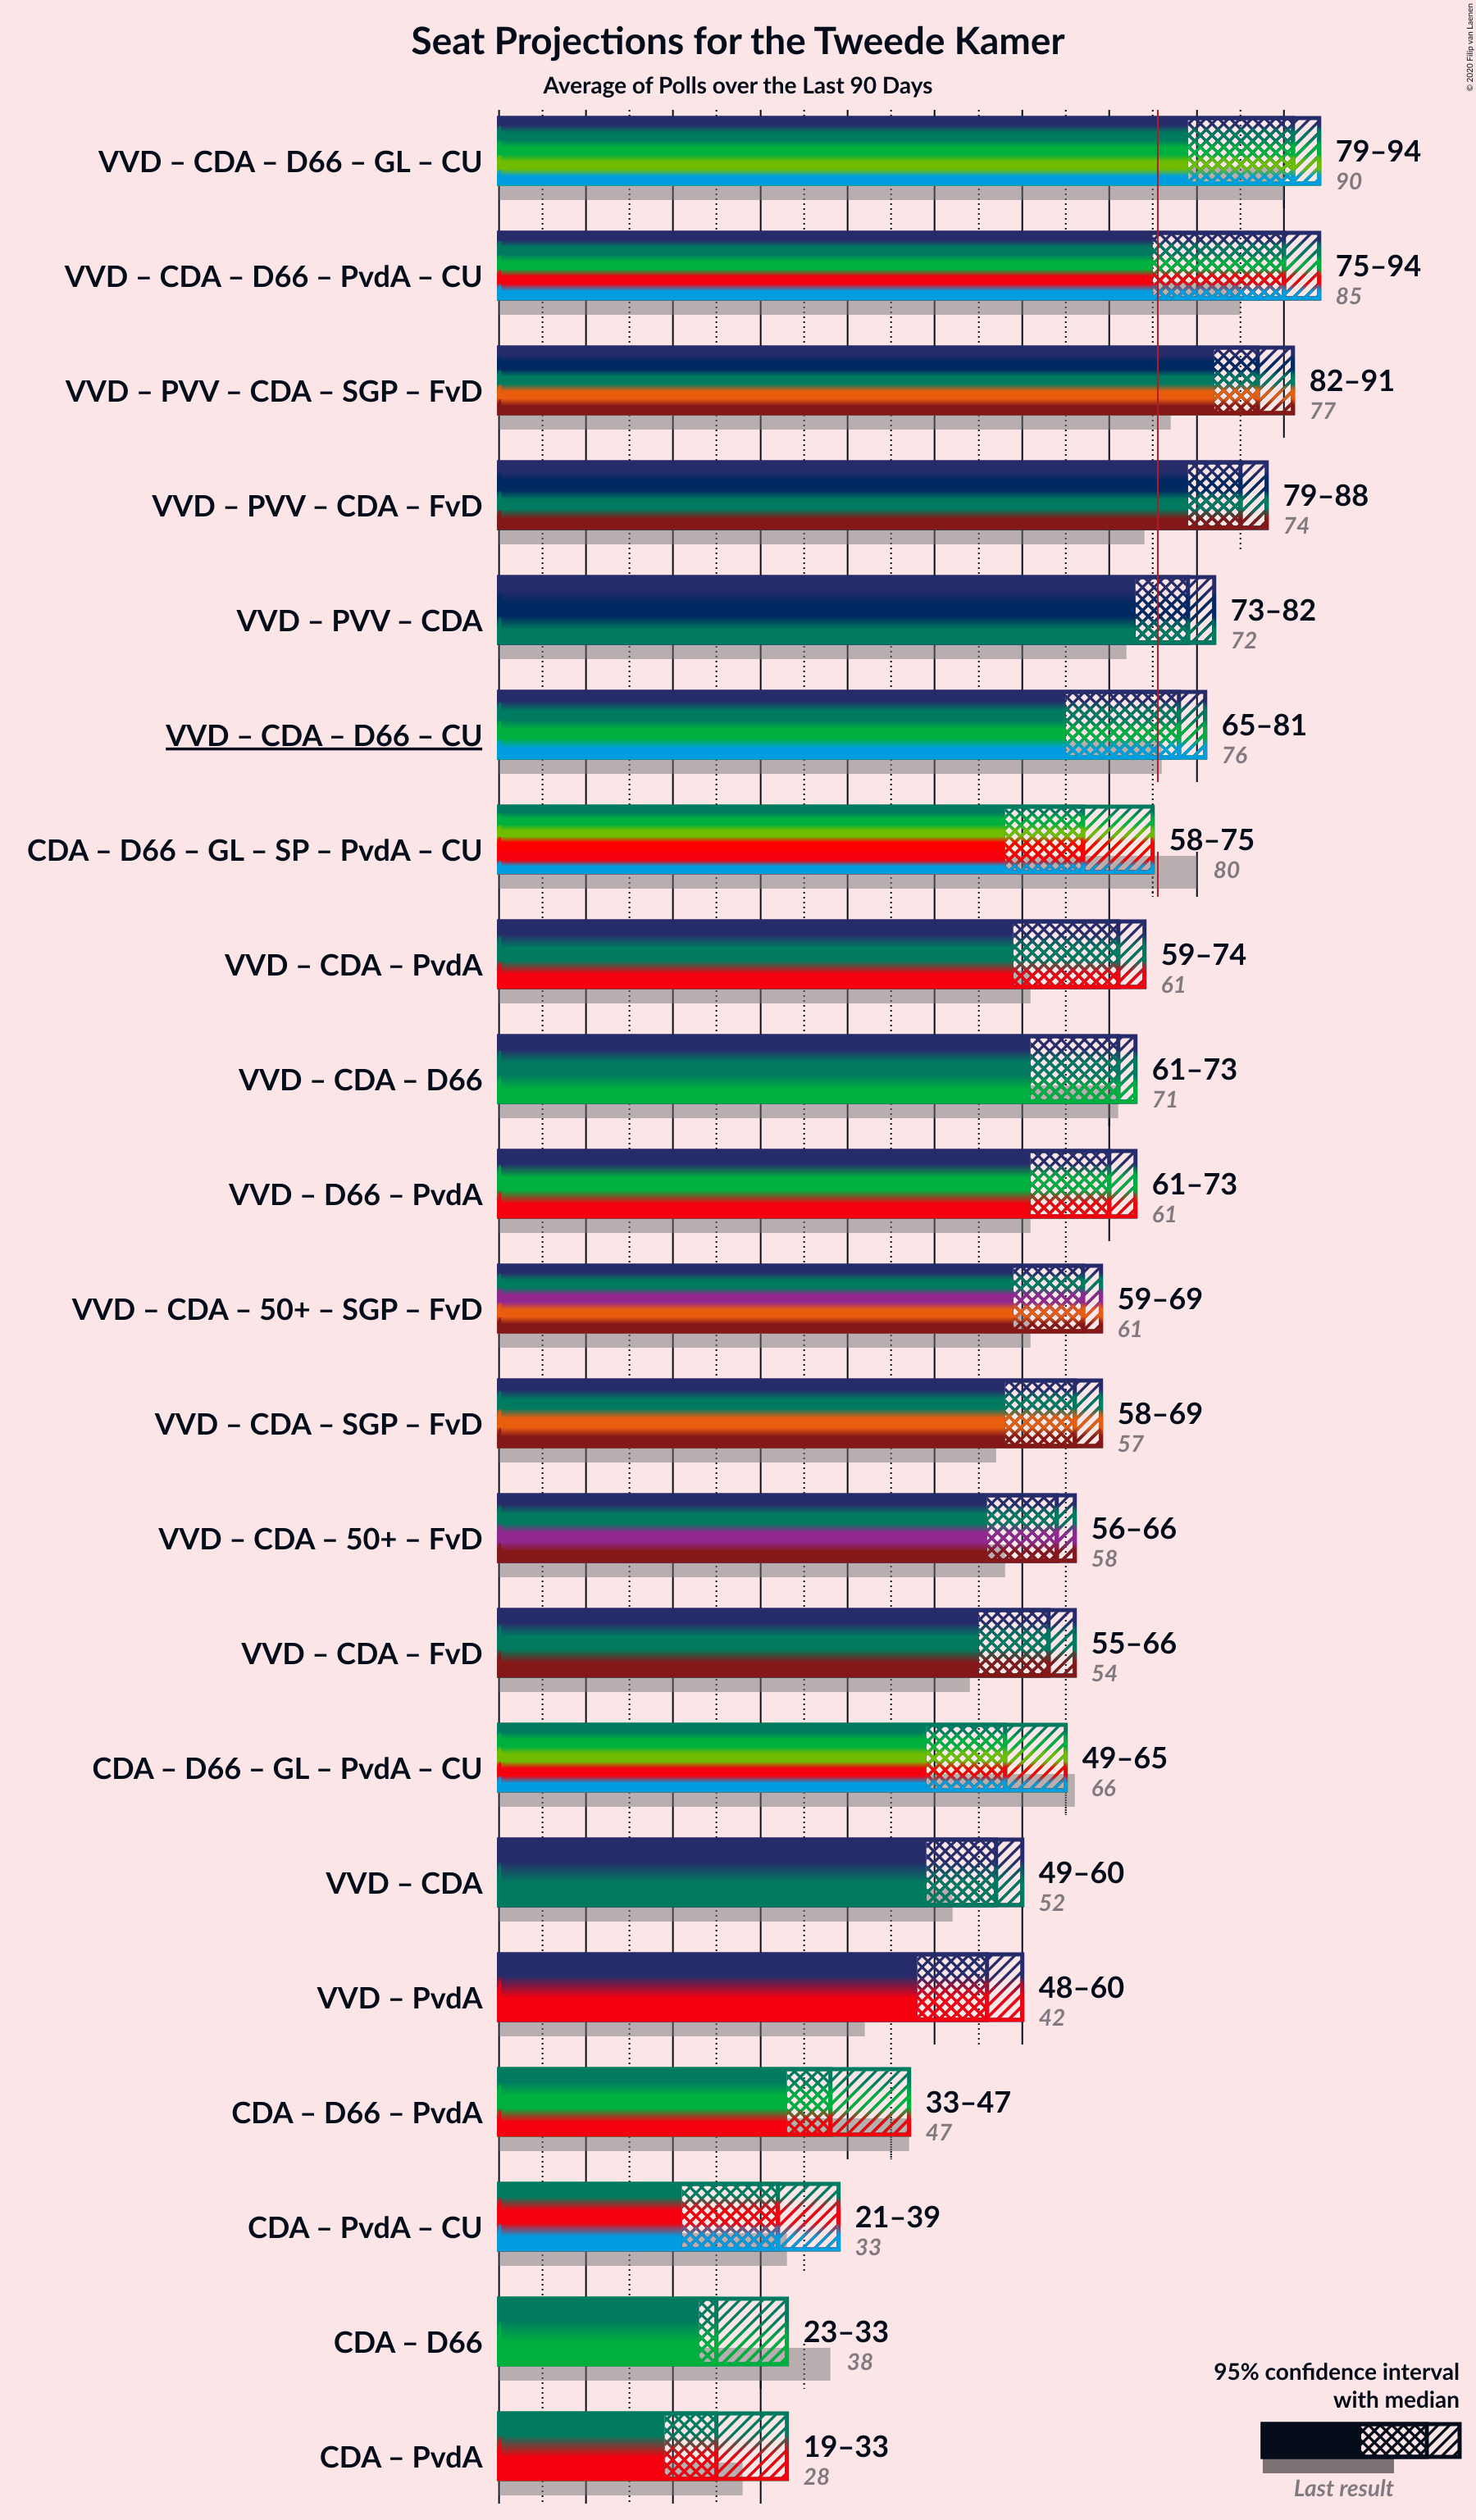 Seat Projections for the Tweede Kamer
Average of Polls over the Last 90 Days
© 2020 Filip van Laenen
VVD – CDA – D66 – GL – CU
79–94
90
VVD – CDA – D66 – PvdA – CU
75–94
85
VVD – PVV – CDA – SGP – FvD
82–91
77
VVD – PVV – CDA – FvD
79–88
74
VVD – PVV – CDA
73–82
72
VVD – CDA – D66 – CU
65–81
76
CDA – D66 – GL – SP – PvdA – CU
58–75
80
VVD – CDA – PvdA
59–74
61
VVD – CDA – D66
61–73
71
VVD – D66 – PvdA
61–73
61
VVD – CDA – 50+ – SGP – FvD
59–69
61
VVD – CDA – SGP – FvD
58–69
57
VVD – CDA – 50+ – FvD
56–66
58
VVD – CDA – FvD
55–66
54
CDA – D66 – GL – PvdA – CU
49–65
66
VVD – CDA
49–60
52
VVD – PvdA
48–60
42
CDA – D66 – PvdA
33–47
47
CDA – PvdA – CU
21–39
33
CDA – D66
23–33
38
CDA – PvdA
19–33
28
95% confidence interval
with median
Last result